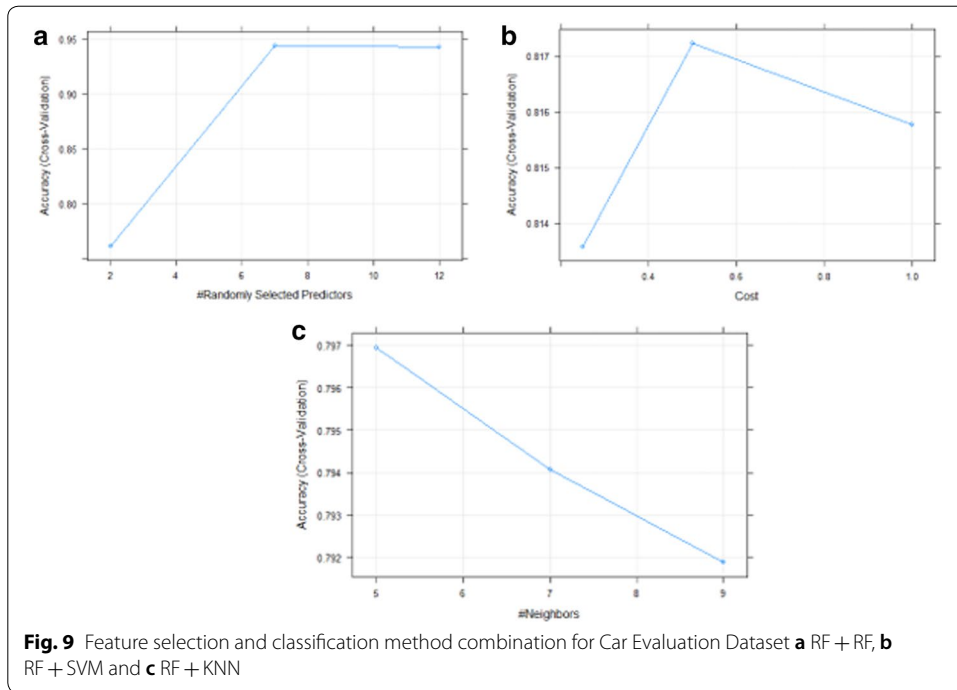 a
0.95
0.90
0.85
0.80
Accuracy (Cross-Validation)
2 4 6 8 10 12
#Randomly Selected Predictors
b
0.817
0.816
0.815
0.814
Accuracy (Cross-Validation)
0.4 0.6 0.8 1.0
Cost
c
0.797
0.796
0.795
0.794
0.793
0.792
Accuracy (Cross-Validation)
5 6 7 8 9
#Neighbors
Fig. 9 Feature selection and classification method combination for Car Evaluation Dataset a RF + RF, b
RF + SVM and c RF + KNN